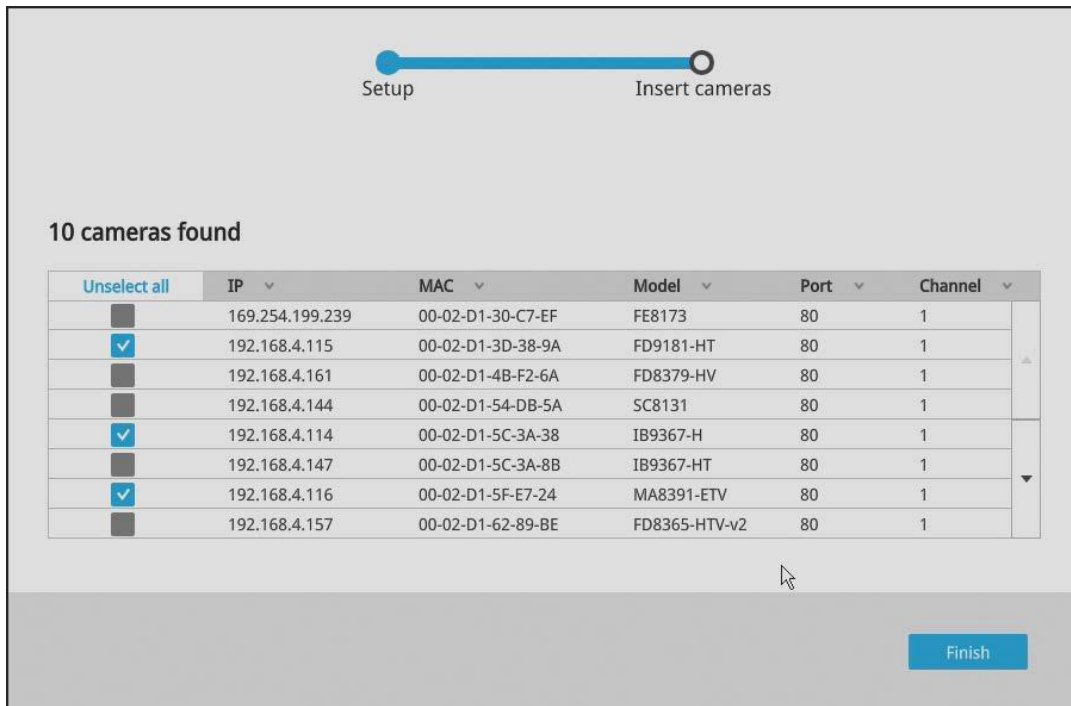 Setup Insert cameras
10 cameras found
Unselect all IP MAC Model Port Channel
169.254.199.239 00-02-D1-30-C7-EF FE8173 80 1
192.168.4.115 00-02-D1-3D-38-9A FD9181-HT 80 1
192.168.4.161 00-02-D1-4B-F2-6A FD8379-HV 80 1
192.168.4.144 00-02-D1-54-DB-5A SC8131 80 1
192.168.4.114 00-02-D1-5C-3A-38 IB9367-H 80 1
192.168.4.147 00-02-D1-5C-3A-8B IB9367-HT 80 1
192.168.4.116 00-02-D1-5F-E7-24 MA8391-ETV 80 1
192.168.4.157 00-02-D1-62-89-BE FD8365-HTV-v2 80 1
Finish